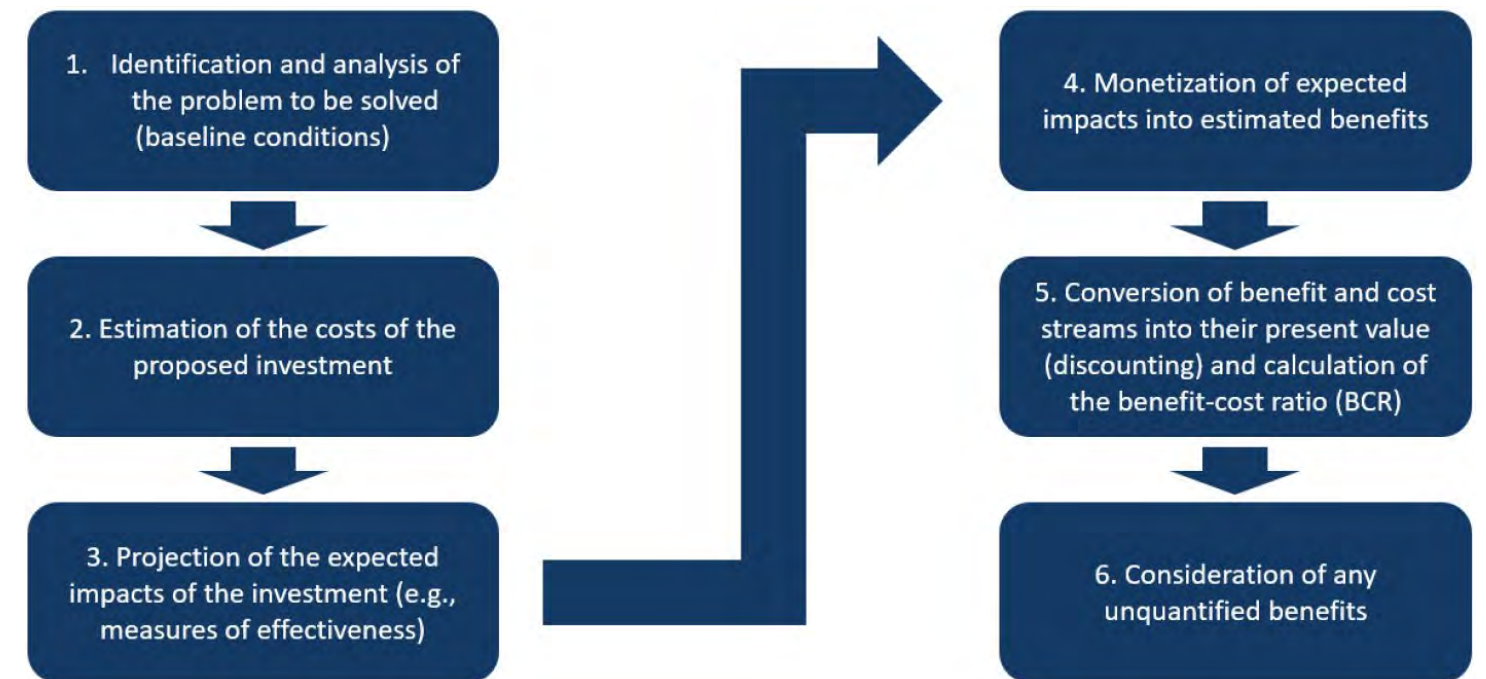 1. Identification and analysis of
the problem to be solved
(baseline conditions)
2. Estimation of the costs of the
proposed investment
3. Projection of the expected
impacts of the investment (e.g.,
measures of effectiveness)
4. Monetization of expected
impacts into estimated benefits
5. Conversion of benefit and cost
streams into their present value
(discounting) and calculation of
the benefit-cost ratio (BCR)
6. Consideration of any
unquantified benefits